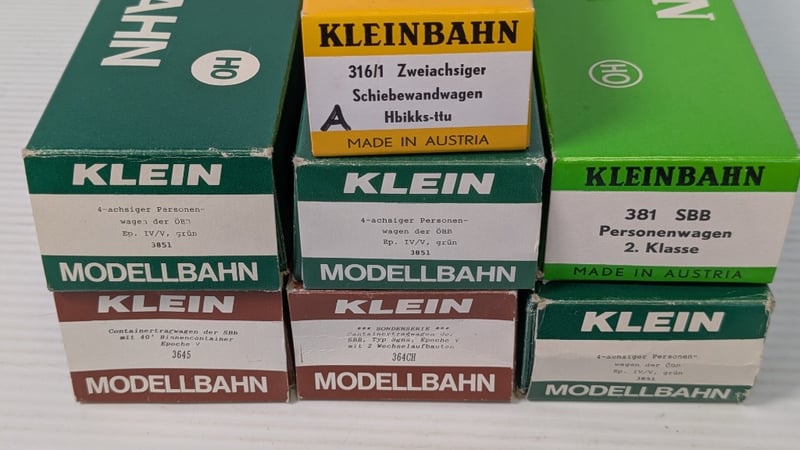 AHN
HO
KLEIN
4-achsiger Personen-
wagen der ÖBB
Ep. IV/V, grün
3851
MODELLBAHN
KLEINBAHN
316/1 Zweiachsiger
Schiebewandwagen
Hbikks-ttu
A
MADE IN AUSTRIA
KLEIN
4-achsiger Personen-
wagen der ÖBB
Ep. IV/V, grün
3851
MODELLBAHN
N
HO
KLEINBAHN
381 SBB
Personenwagen
2. Klasse
MADE IN AUSTRIA
KLEIN
Containertragwagen der SBB
mit 40' Binnencontainer
Epoche V
3645
MODELLBAHN
KLEIN
*** SONDERSERIE ***
Containertragwagen der
SBB, Typ Sgns, Epoche V
mit 2 Wechselaufbauten
364CH
MODELLBAHN
KLEIN
4-achsiger Personen-
wagen der ÖBB
Ep. IV/V, grün
3851
MODELLBAHN